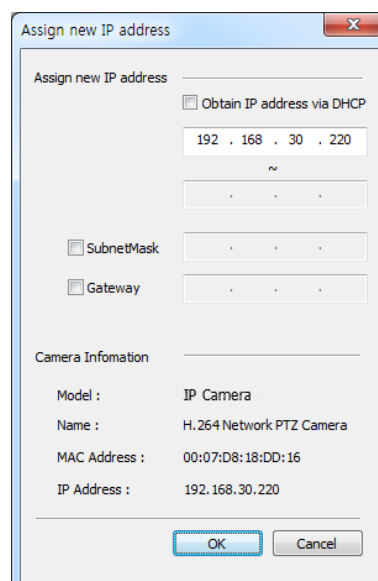 Assign new IP address
Assign new IP address
Obtain IP address via DHCP
192 . 168 . 30 . 220
~
. . .
SubnetMask . . .
Gateway . . .
Camera Infomation
Model : IP Camera
Name : H.264 Network PTZ Camera
MAC Address : 00:07:D8:18:DD:16
IP Address : 192.168.30.220
OK Cancel